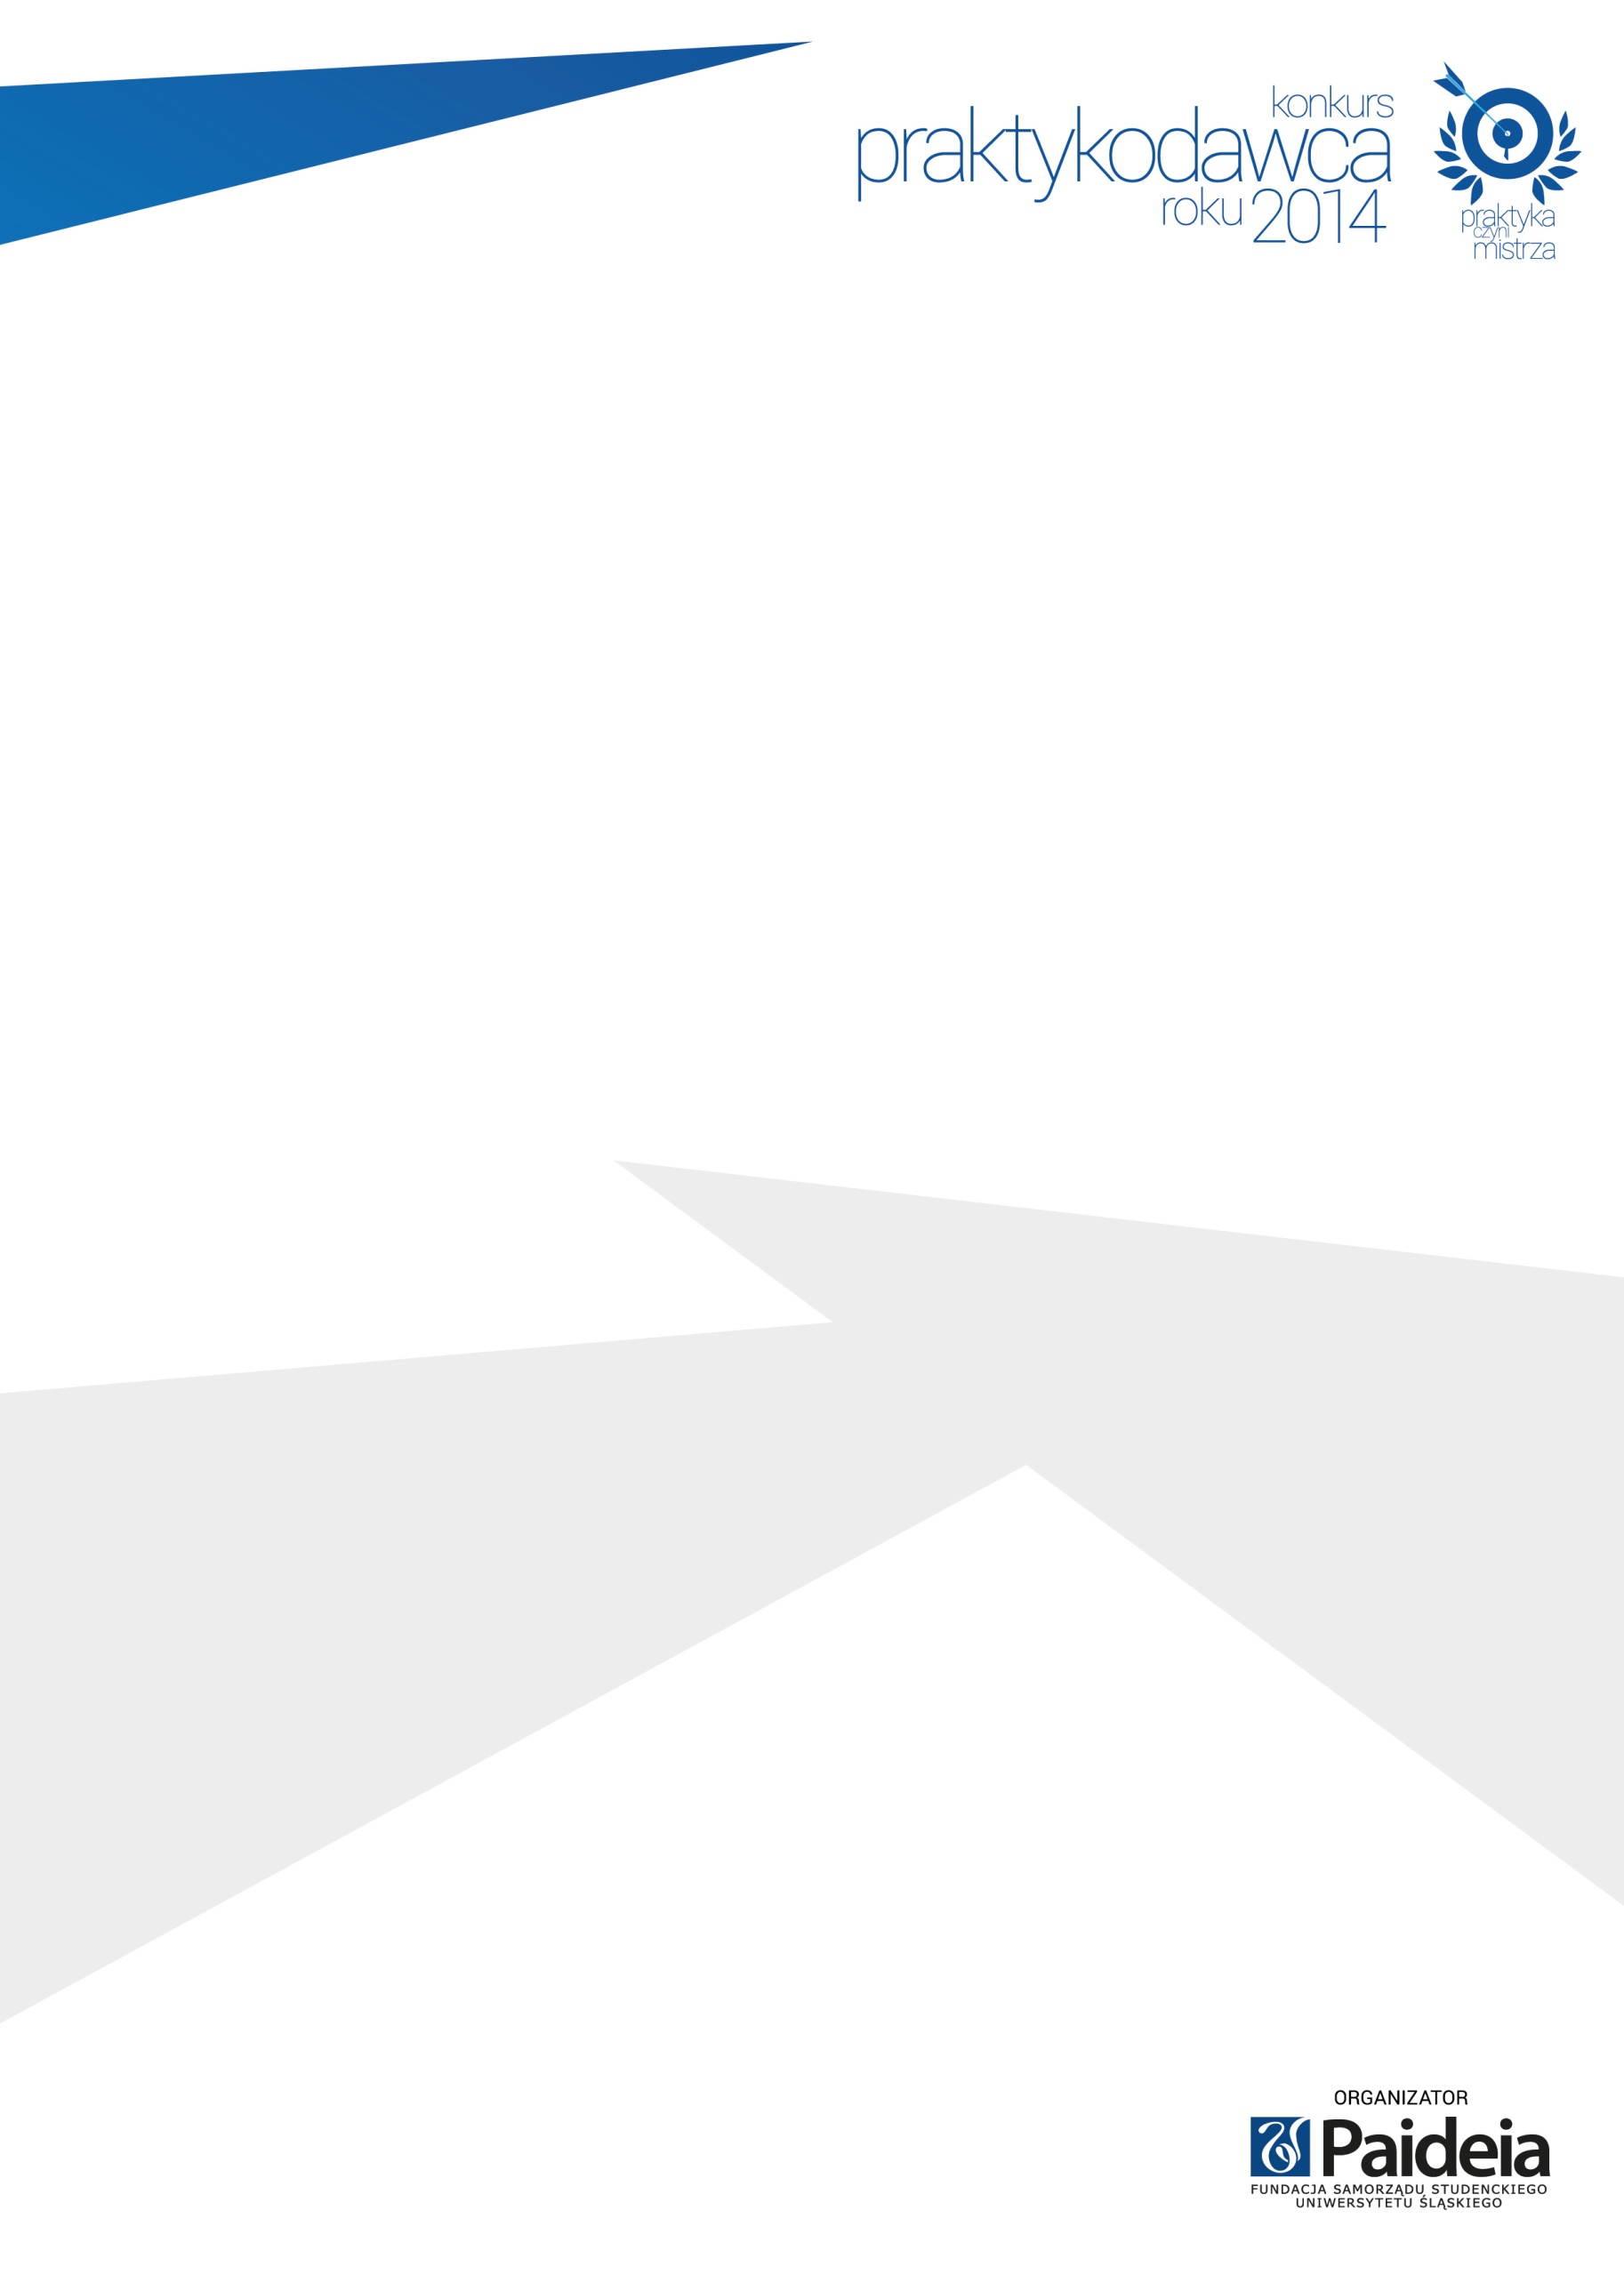 konkurs
praktykodawca
roku 2014
praktyka
czyni
mistrza
ORGANIZATOR
Paideia
FUNDACJA SAMORZĄDU STUDENCKIEGO
UNIWERSYTETU ŚLĄSKIEGO